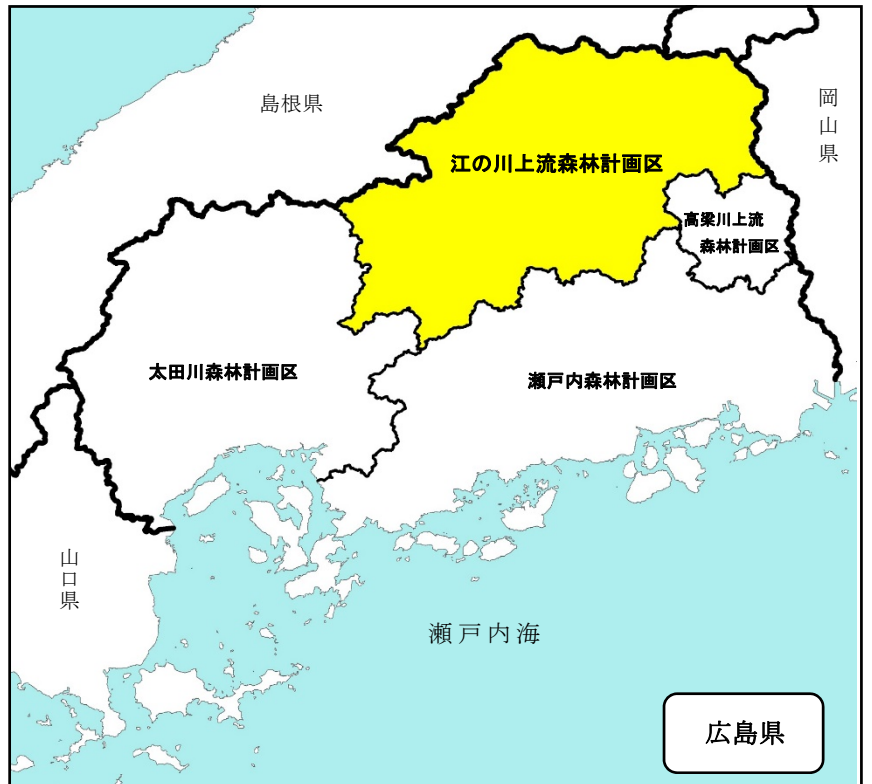 島根県
岡山県
江の川上流森林計画区
高梁川上流
森林計画区
太田川森林計画区
瀬戸内森林計画区
山口県
瀬戸内海
広島県